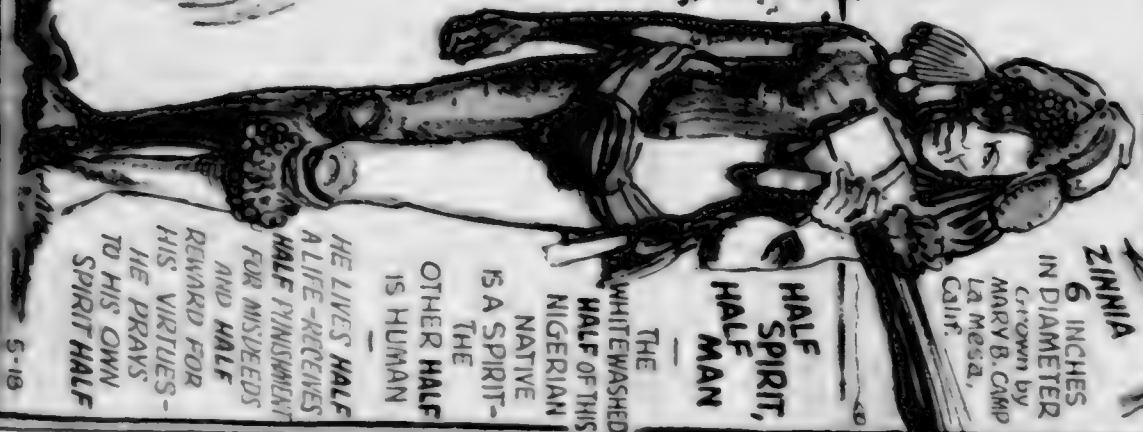 ZINNIA
6 INCHES
IN DIAMETER
Grown by
MARY B. CAMP
La Mesa,
Calif.
HALF
SPIRIT,
HALF
MAN
—
THE
WHITEWASHED
HALF OF THIS
NIGERIAN
NATIVE
IS A SPIRIT-
THE
OTHER HALF
IS HUMAN
—
HE LIVES HALF
A LIFE-RECEIVES
HALF PUNISHMENT
FOR MISDEEDS
AND HALF
REWARD FOR
HIS VIRTUES-
HE PRAYS
TO HIS OWN
SPIRIT HALF
5-18